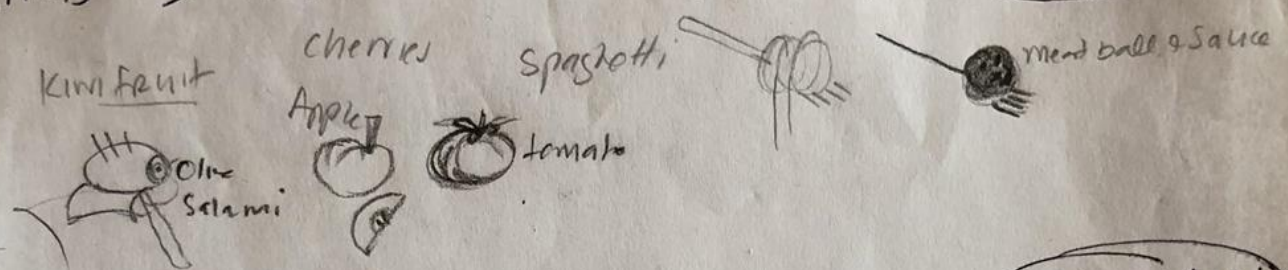 Cherries
Spaghetti
meat ball & Sauce
Kiwi fruit
Apple
tomato
Olive
Salami